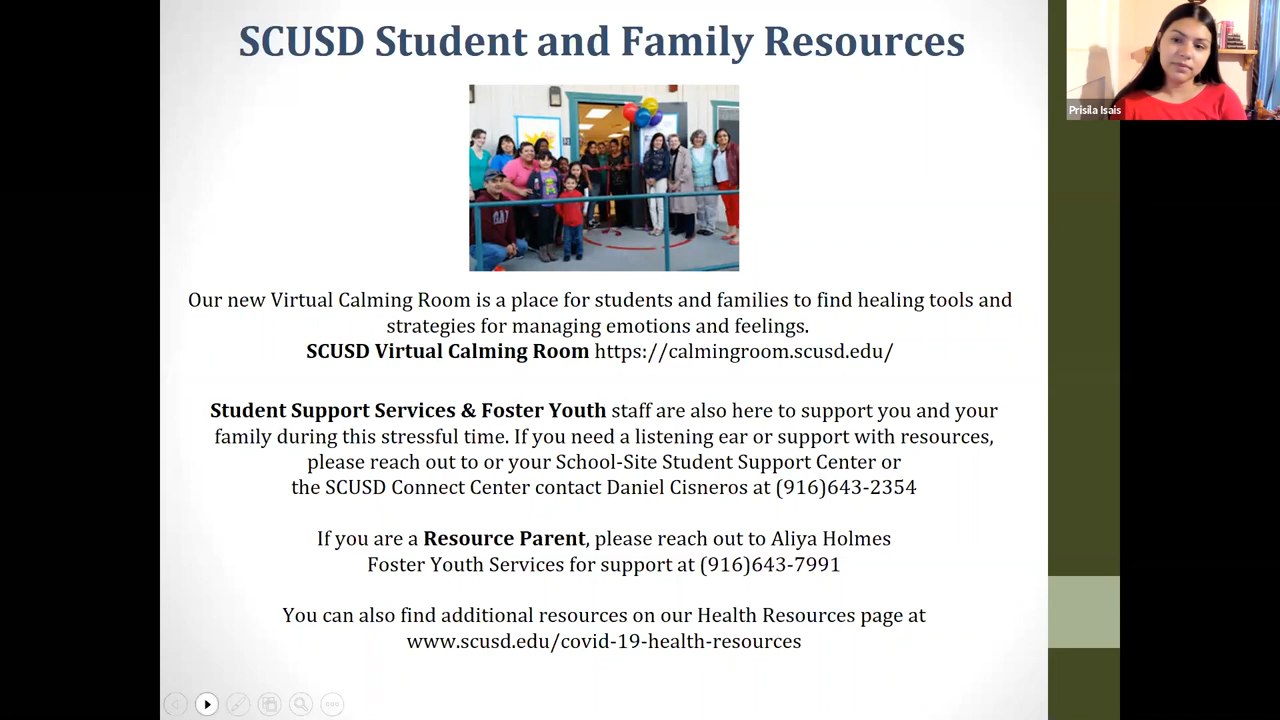 SCUSD Student and Family Resources
Prisila Isais
Our new Virtual Calming Room is a place for students and families to find healing tools and
strategies for managing emotions and feelings.
SCUSD Virtual Calming Room https://calmingroom.scusd.edu/
Student Support Services & Foster Youth staff are also here to support you and your
family during this stressful time. If you need a listening ear or support with resources,
please reach out to or your School-Site Student Support Center or
the SCUSD Connect Center contact Daniel Cisneros at (916)643-2354
If you are a Resource Parent, please reach out to Aliya Holmes
Foster Youth Services for support at (916)643-7991
You can also find additional resources on our Health Resources page at
www.scusd.edu/covid-19-health-resources